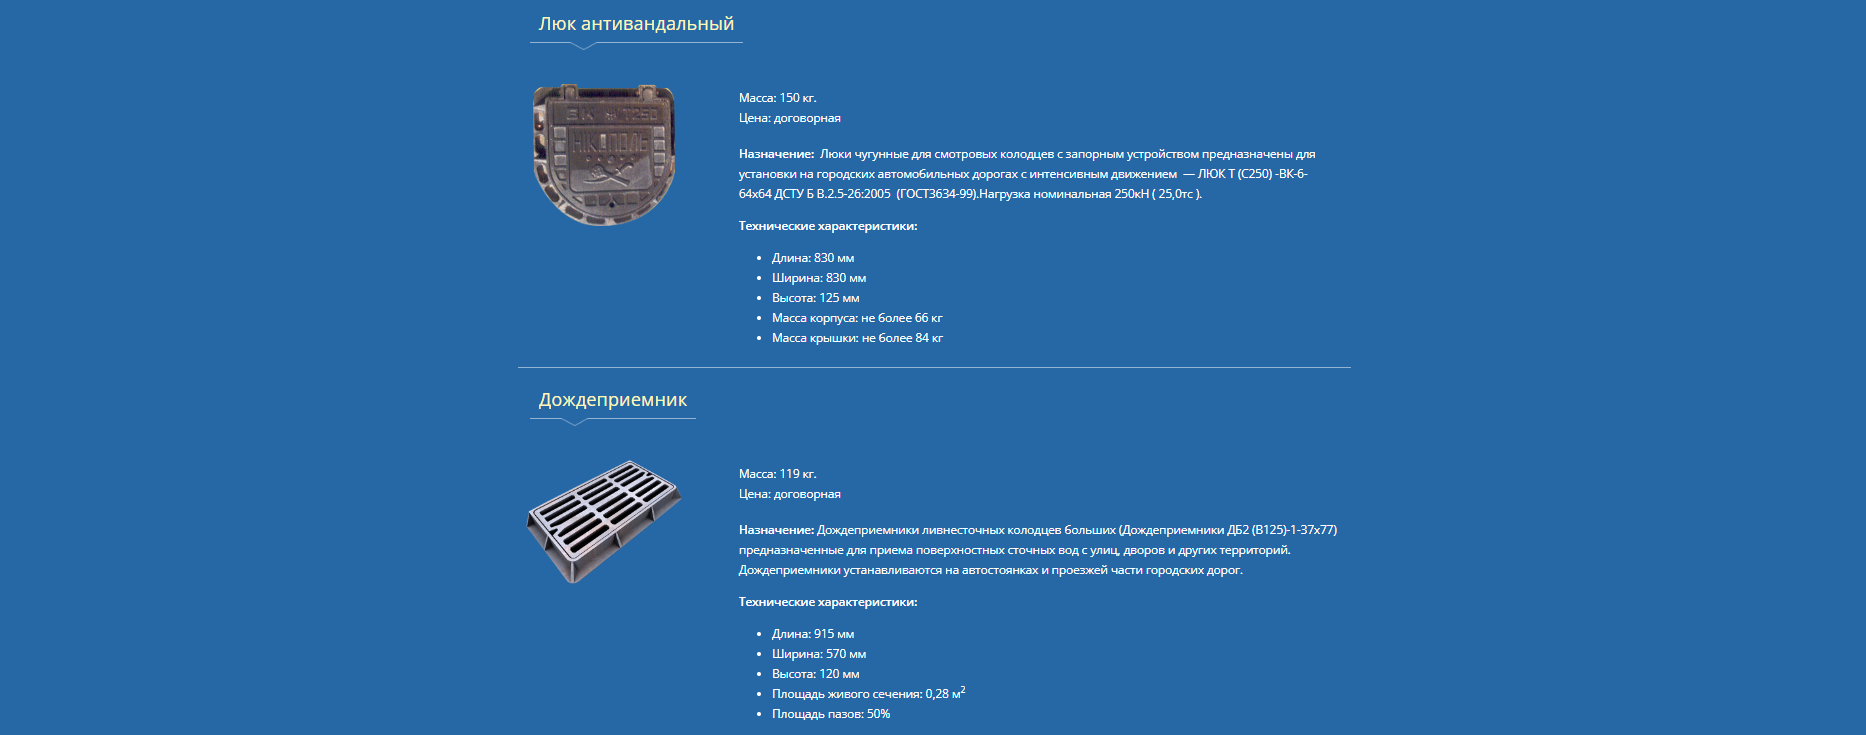 Люк антивандальный
ВК Т250
НІКОПОЛЬ
Масса: 150 кг.
Цена: договорная
Назначение:  Люки чугунные для смотровых колодцев с запорным устройством предназначены для
установки на городских автомобильных дорогах с интенсивным движением  — ЛЮК Т (С250) -ВК-6-
64х64 ДСТУ Б В.2.5-26:2005  (ГОСТ3634-99).Нагрузка номинальная 250кН ( 25,0тс ).
Технические характеристики:
• Длина: 830 мм
• Ширина: 830 мм
• Высота: 125 мм
• Масса корпуса: не более 66 кг
• Масса крышки: не более 84 кг
Дождеприемник
Масса: 119 кг.
Цена: договорная
Назначение: Дождеприемники ливнесточных колодцев больших (Дождеприемники ДБ2 (В125)-1-37х77)
предназначенные для приема поверхностных сточных вод с улиц, дворов и других территорий.
Дождеприемники устанавливаются на автостоянках и проезжей части городских дорог.
Технические характеристики:
• Длина: 915 мм
• Ширина: 570 мм
• Высота: 120 мм
• Площадь живого сечения: 0,28 м²
• Площадь пазов: 50%